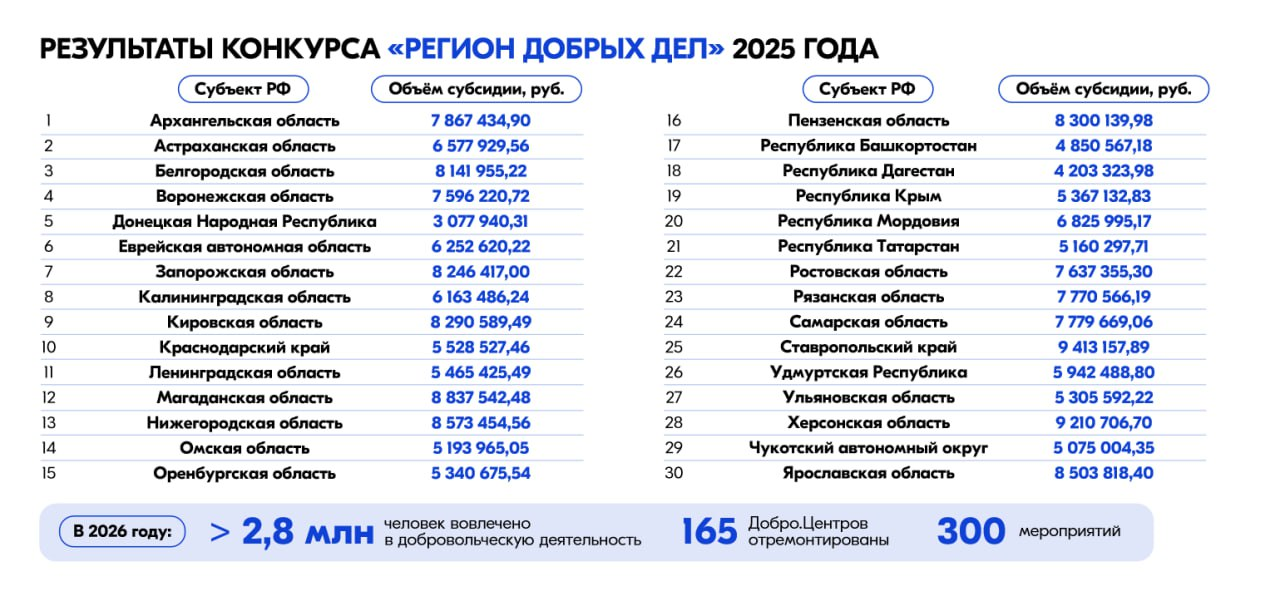 РЕЗУЛЬТАТЫ КОНКУРСА «РЕГИОН ДОБРЫХ ДЕЛ» 2025 ГОДА
Субъект РФ Объём субсидии, руб.
1 Архангельская область 7 867 434,90
2 Астраханская область 6 577 929,56
3 Белгородская область 8 141 955,22
4 Воронежская область 7 596 220,72
5 Донецкая Народная Республика 3 077 940,31
6 Еврейская автономная область 6 252 620,22
7 Запорожская область 8 246 417,00
8 Калининградская область 6 163 486,24
9 Кировская область 8 290 589,49
10 Краснодарский край 5 528 527,46
11 Ленинградская область 5 465 425,49
12 Магаданская область 8 837 542,48
13 Нижегородская область 8 573 454,56
14 Омская область 5 193 965,05
15 Оренбургская область 5 340 675,54
Субъект РФ Объём субсидии, руб.
16 Пензенская область 8 300 139,98
17 Республика Башкортостан 4 850 567,18
18 Республика Дагестан 4 203 323,98
19 Республика Крым 5 367 132,83
20 Республика Мордовия 6 825 995,17
21 Республика Татарстан 5 160 297,71
22 Ростовская область 7 637 355,30
23 Рязанская область 7 770 566,19
24 Самарская область 7 779 669,06
25 Ставропольский край 9 413 157,89
26 Удмуртская Республика 5 942 488,80
27 Ульяновская область 5 305 592,22
28 Херсонская область 9 210 706,70
29 Чукотский автономный округ 5 075 004,35
30 Ярославская область 8 503 818,40
В 2026 году:
> 2,8 млн
человек вовлечено
в добровольческую деятельность
165
Добро.Центров
отремонтированы
300 мероприятий